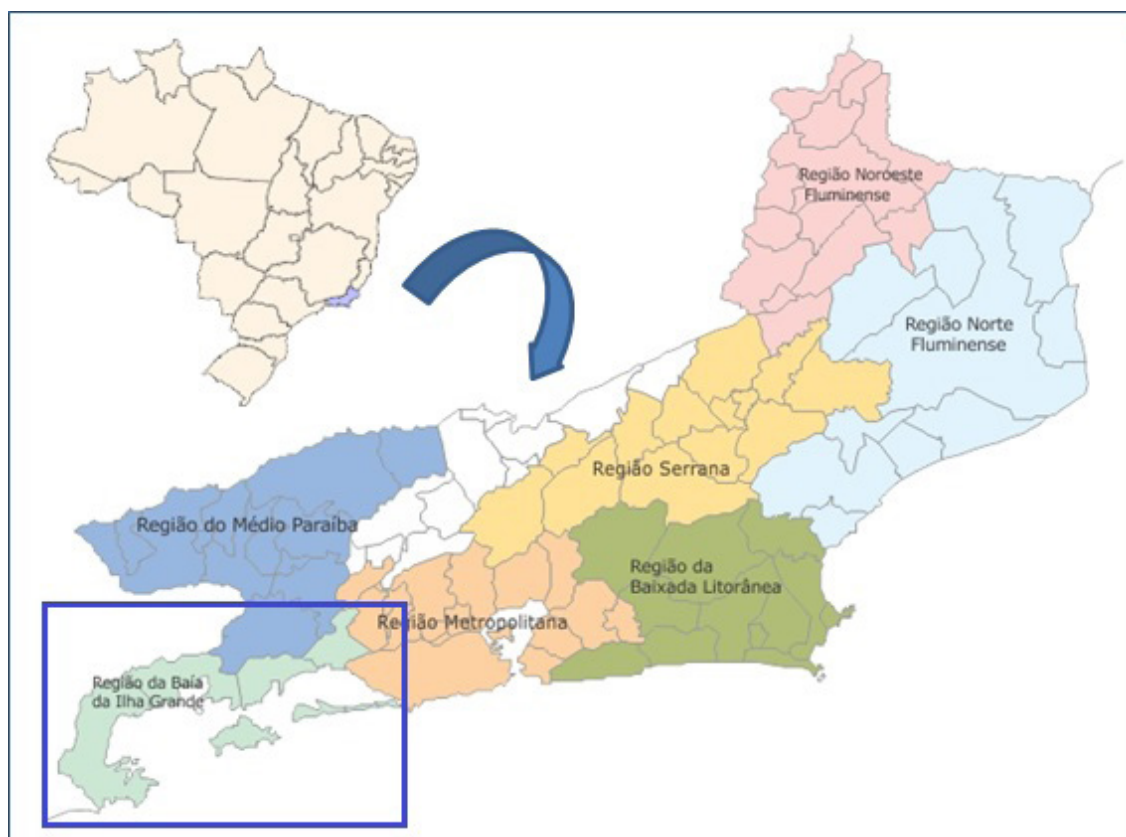 Região Noroeste
Fluminense
Região Norte
Fluminense
Região Serrana
Região do Médio Paraíba
Região da
Baixada Litorânea
Região Metropolitana
Região da Baía
da Ilha Grande